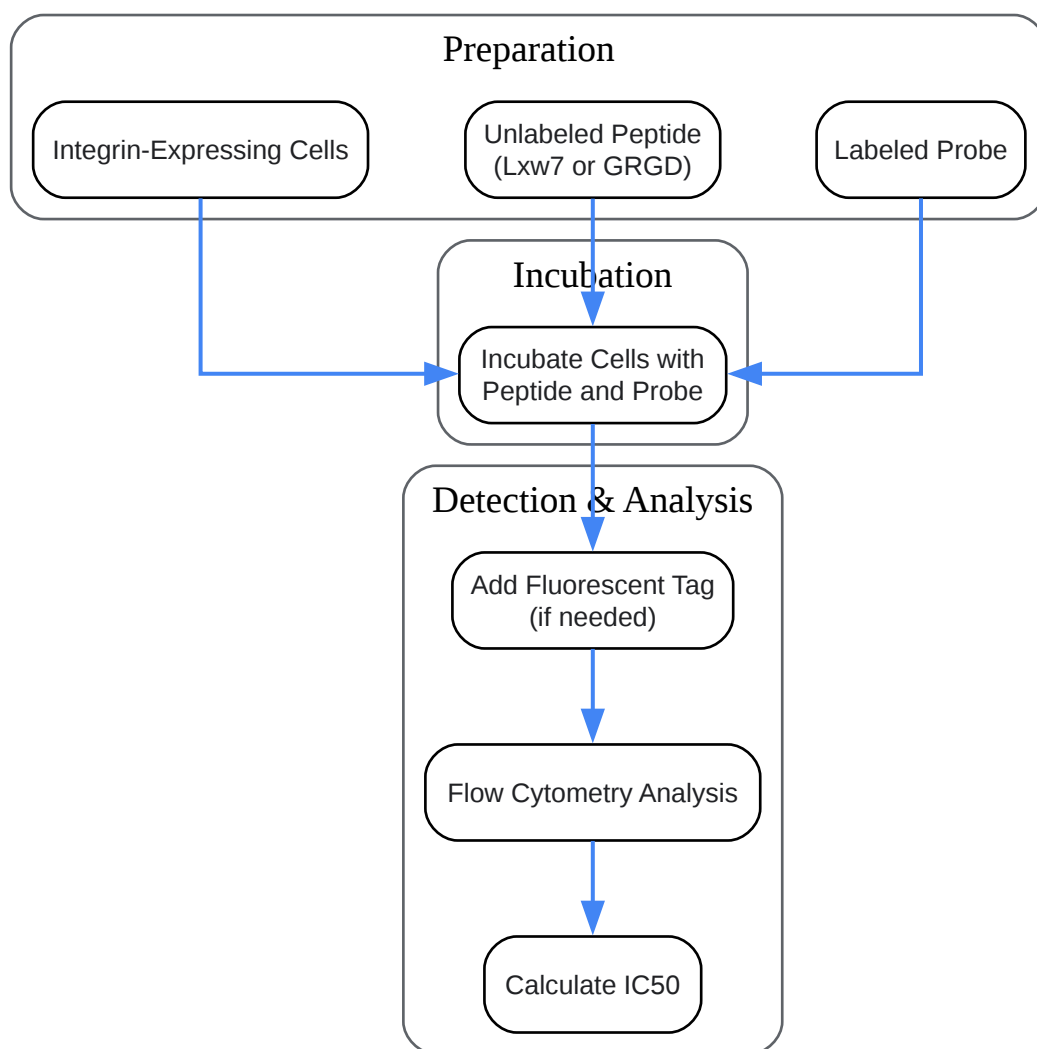 Preparation
Integrin-Expressing Cells
Unlabeled Peptide
(Lxw7 or GRGD)
Labeled Probe
Incubation
Incubate Cells with
Peptide and Probe
Detection & Analysis
Add Fluorescent Tag
(if needed)
Flow Cytometry Analysis
Calculate IC50